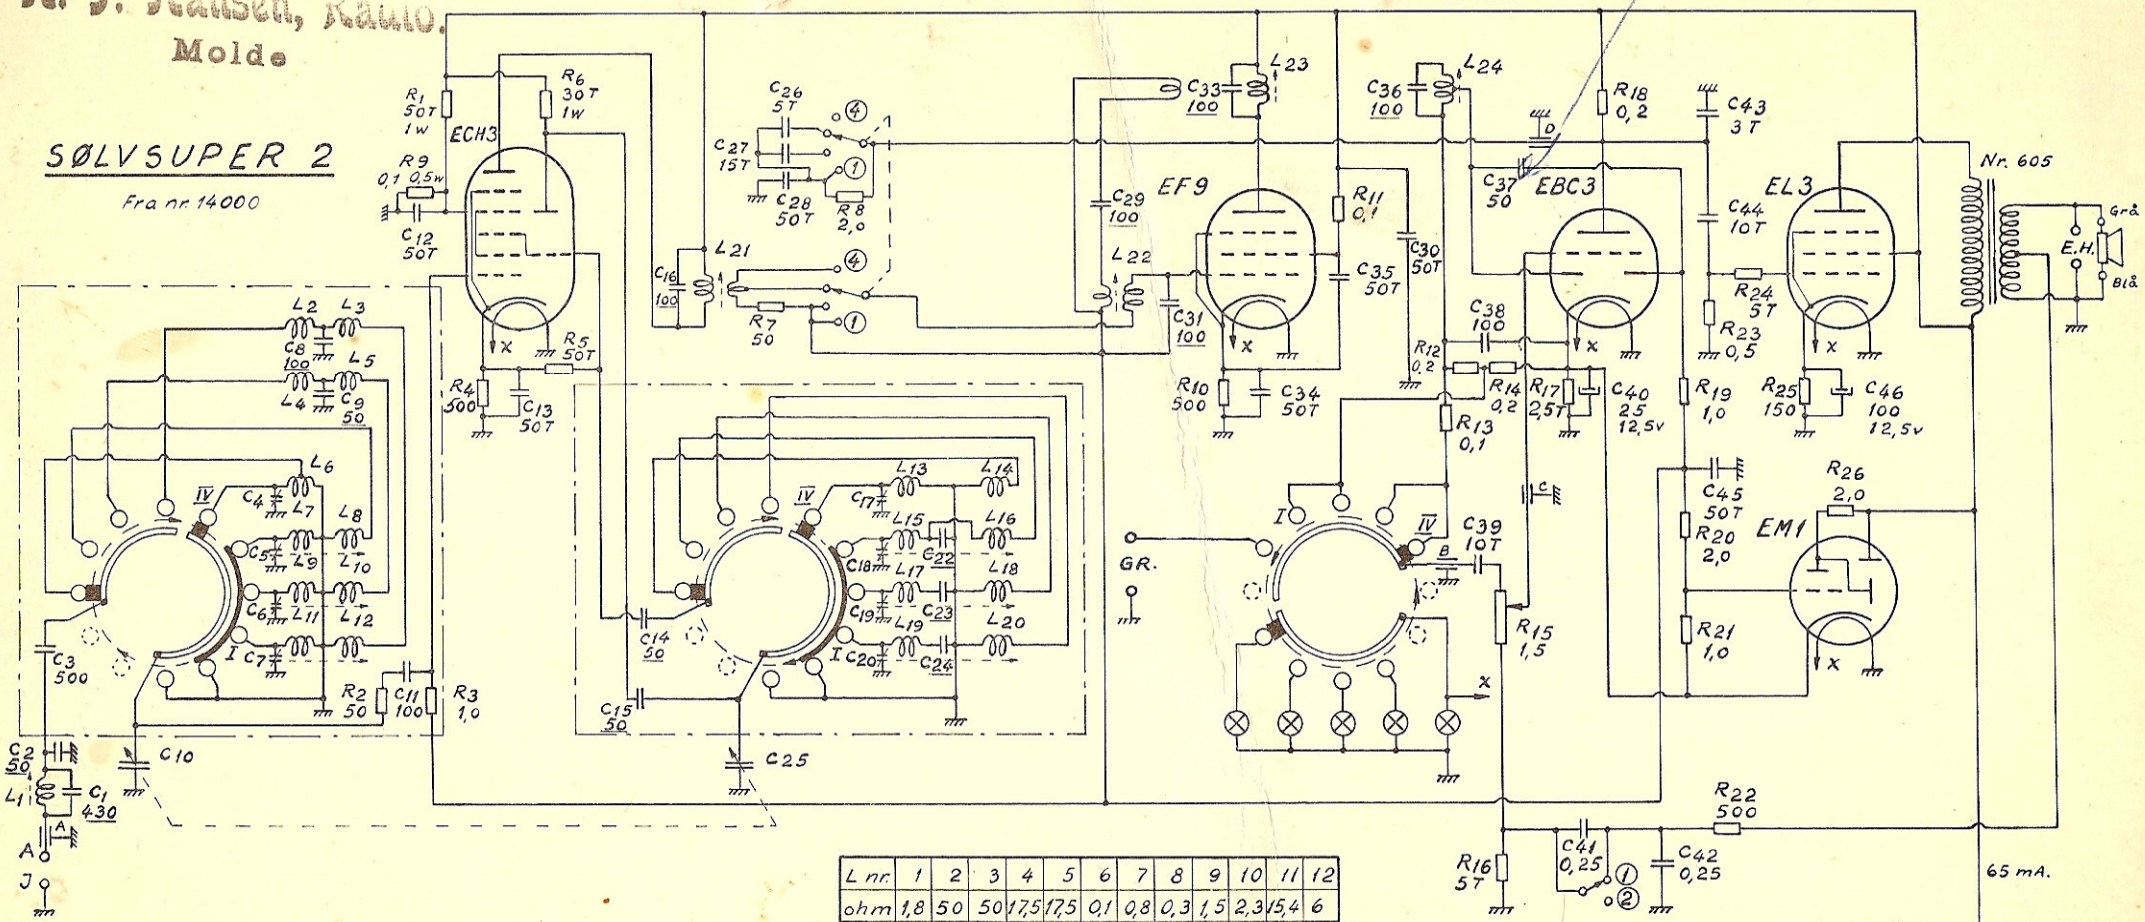 Molde
SØLVSUPER 2
Fra nr. 14000
R1
50T
1w
R6
30T
1w
ECH3
R9
0,1 0,5w
C12
50T
C26
5T
C27
15T
C28
50T
R8
2,0
④
①
L21
C16
100
④
①
R7
50
C33
100
L23
C29
100
L22
C31
100
EF9
R11
0,1
C30
50T
C35
50T
R10
500
C34
50T
C36
100
L24
R18
0,2
D
C37
50
EBC3
C38
100
R12
0,2
R14
0,2
R13
0,1
R17
2,5T
C40
25
12,5v
C43
3T
C44
10T
R24
5T
R23
0,5
EL3
R25
150
C46
100
12,5v
Nr. 605
Grå
E.H.
Blå
R19
1,0
C45
50T
R20
2,0
R21
1,0
R26
2,0
EM1
x
x
x
x
x
L2 L3
C8
100
L5
L4
C9
50
L6
IV
C4
L7
L8
C5
L9
L10
C6
L11
L12
I
C7
C3
500
R2
50
C11
100
R3
1,0
R4
500
C13
50T
R5
50T
C2
50
L1
C1
430
C10
A
A
J
IV
L13
L14
C17
L15
L16
C18
C22
L17
L18
C19
C23
L19
L20
I
C20
C24
C14
50
C15
50
C25
GR.
I
IV
B
C39
10T
C
R15
1,5
x
R16
5T
C41
0,25
①
②
C42
0,25
R22
500
65 mA.
L nr. 1 2 3 4 5 6 7 8 9 10 11 12
ohm 1,8 50 50 17,5 17,5 0,1 0,8 0,3 1,5 2,3 15,4 6